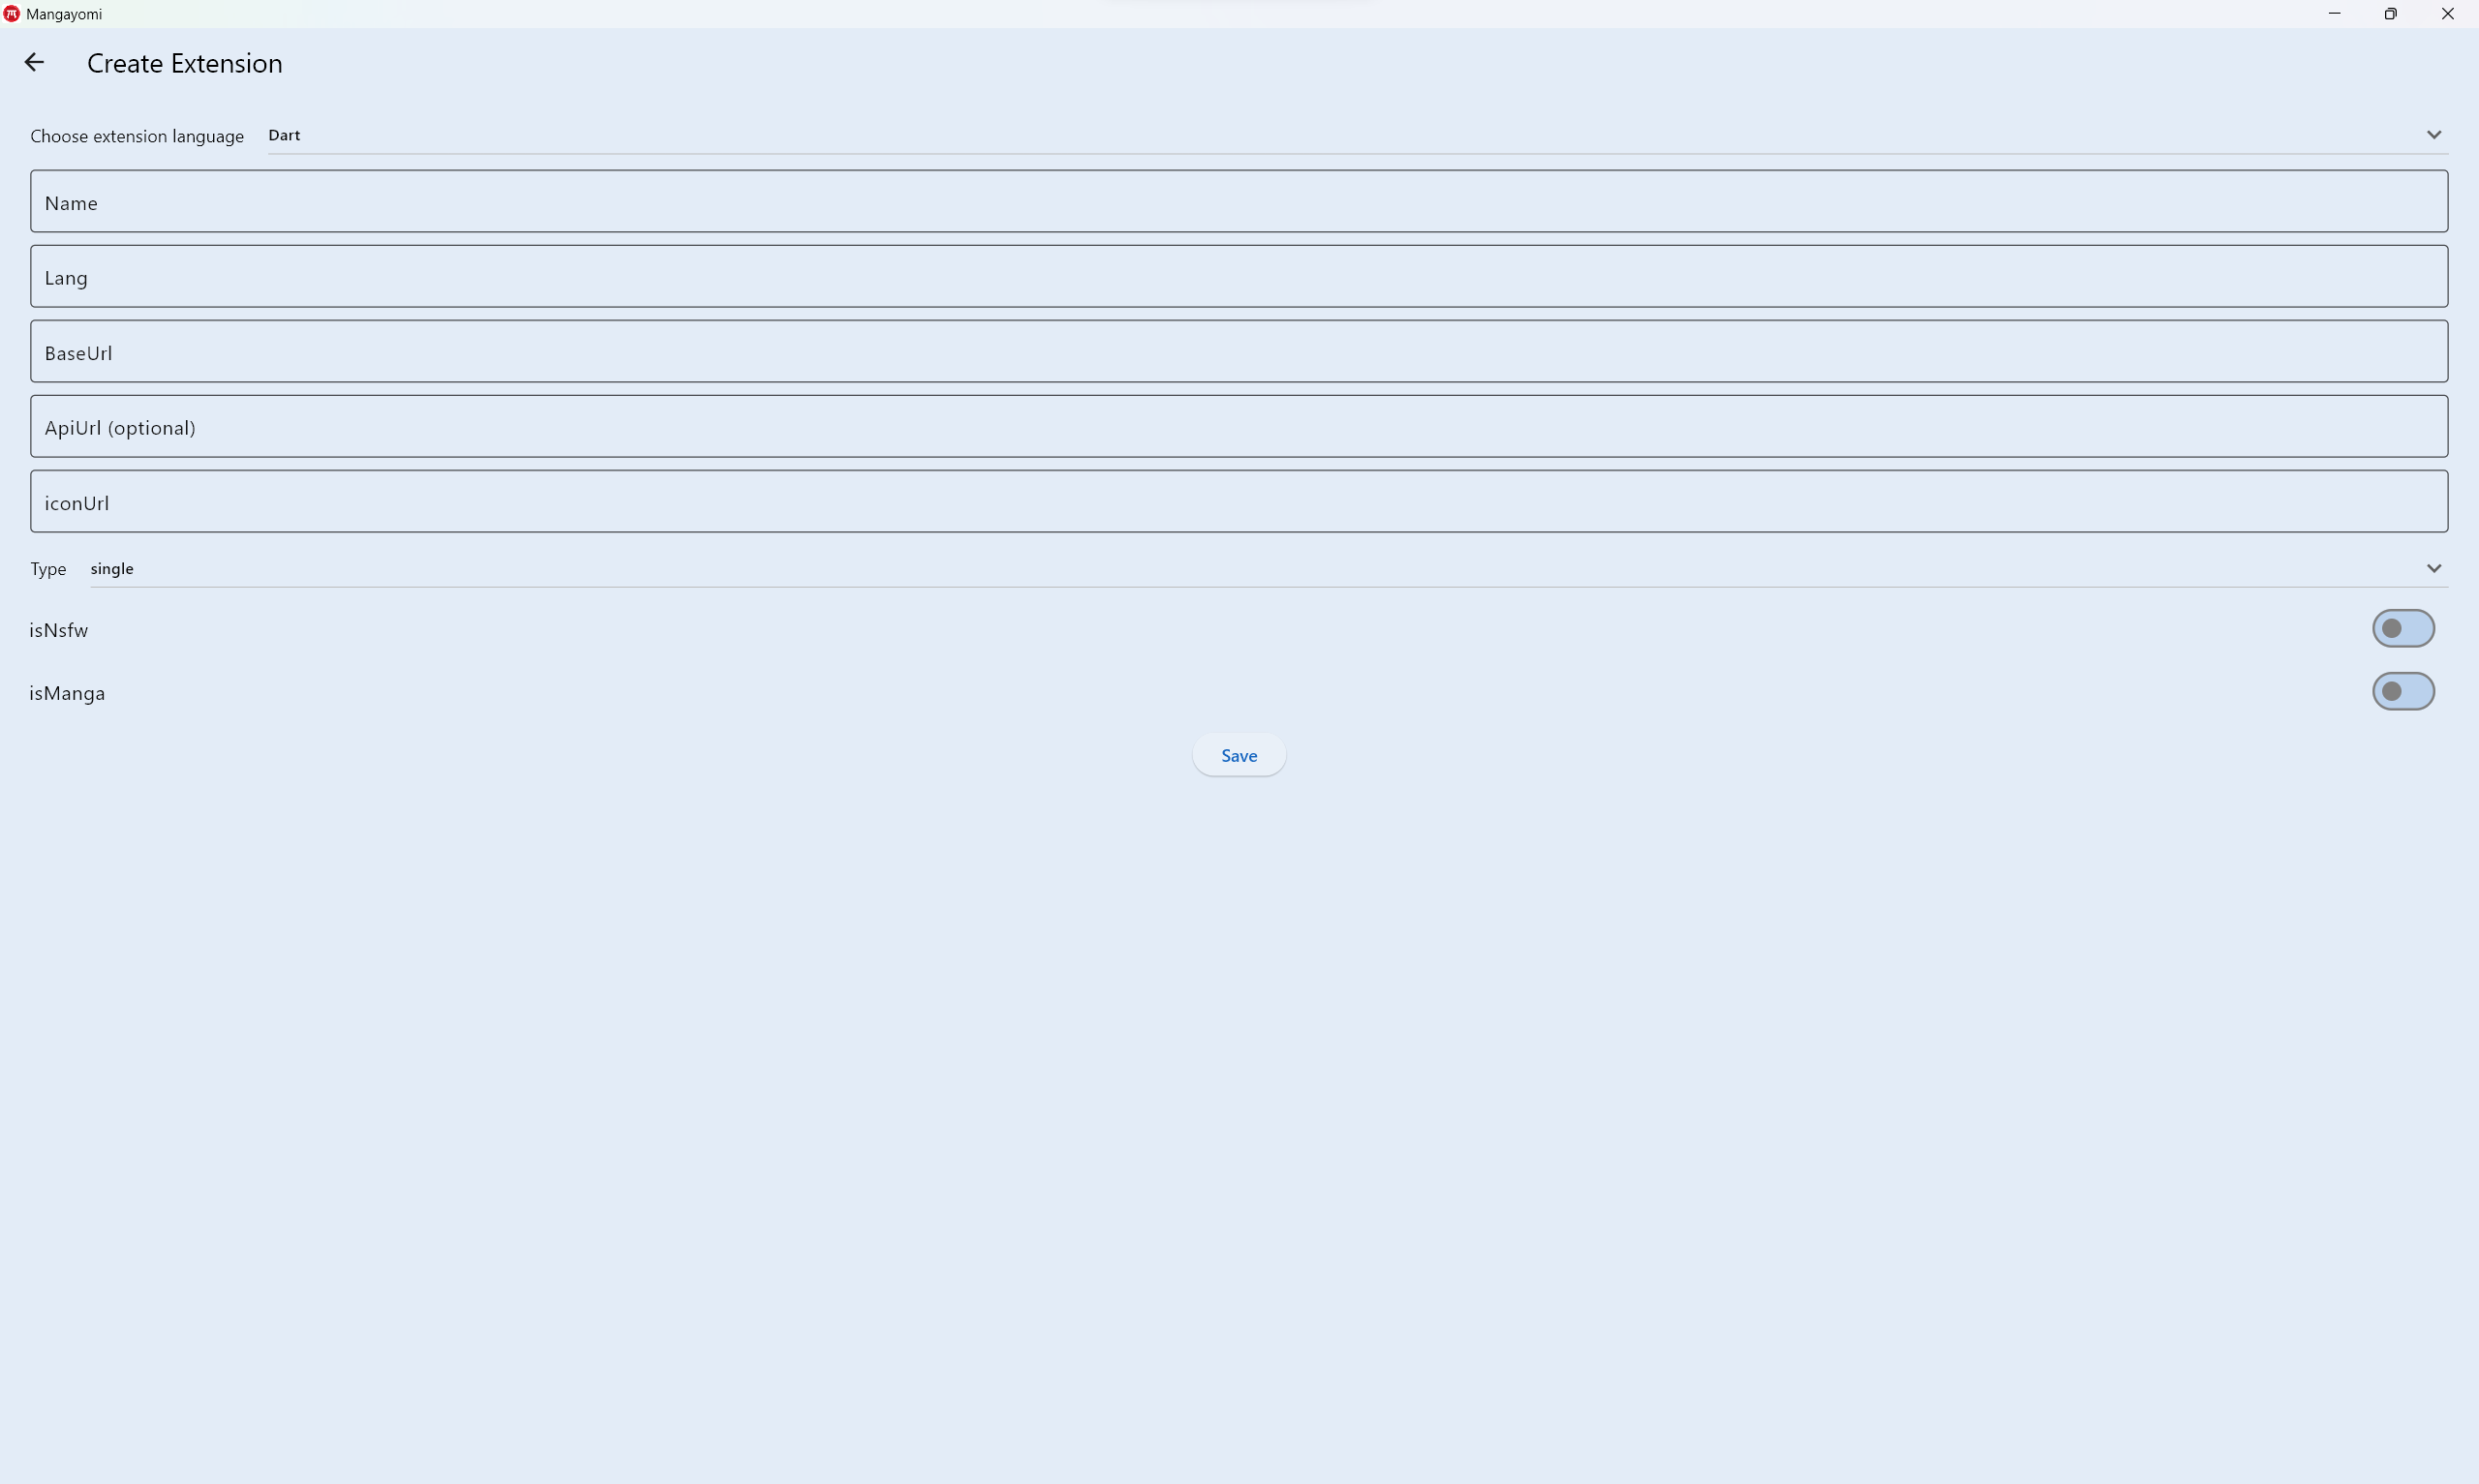 Mangayomi
Create Extension
Choose extension language Dart
Name
Lang
BaseUrl
ApiUrl (optional)
iconUrl
Type single
isNsfw
isManga
Save